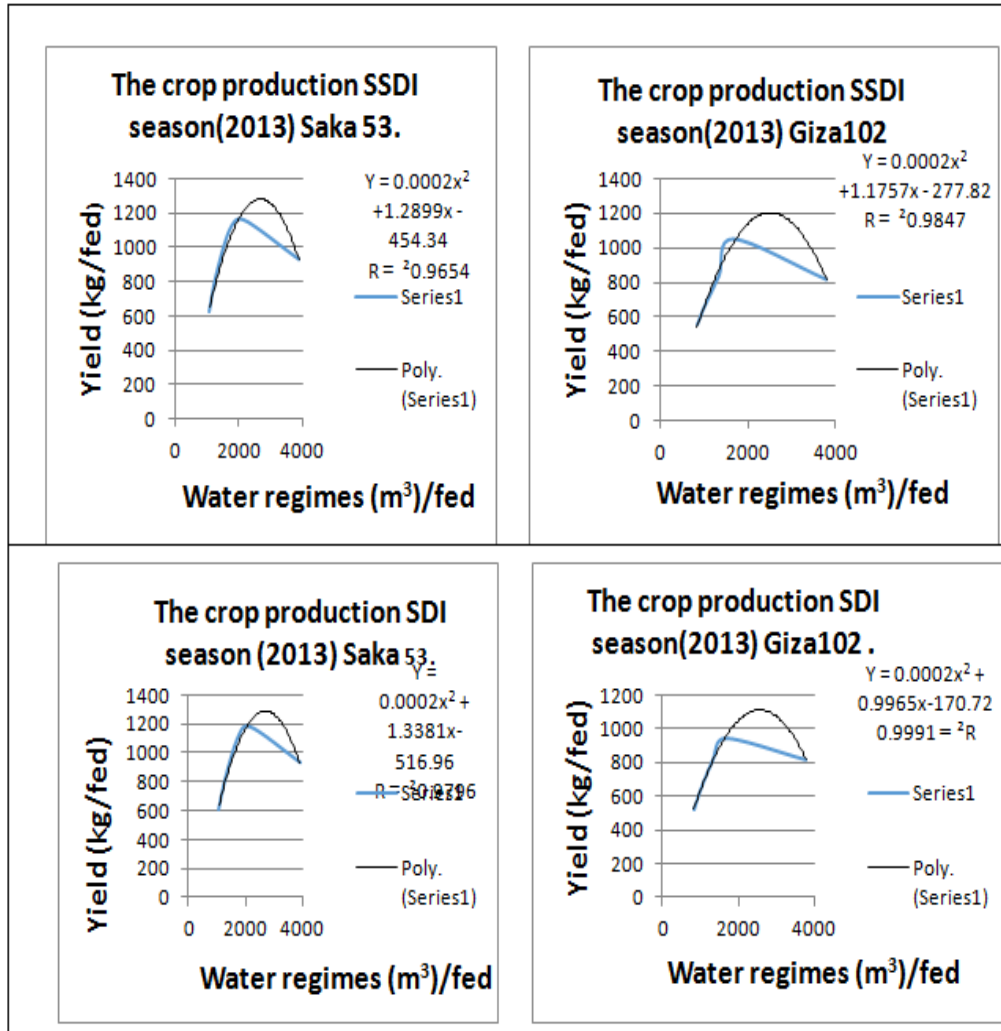 The crop production SSDI
season(2013) Saka 53.
Y = 0.0002x²
+1.2899x -
454.34
R = ²0.9654
Series1
Poly.
(Series1)
Yield (kg/fed)
1400
1200
1000
800
600
400
200
0
0 2000 4000
Water regimes (m³)/fed
The crop production SSDI
season(2013) Giza102
Y = 0.0002x²
+1.1757x - 277.82
R = ²0.9847
Series1
Poly.
(Series1)
Yield (kg/fed)
1400
1200
1000
800
600
400
200
0
0 2000 4000
Water regimes (m³)/fed
The crop production SDI
season (2013) Saka 53.
Y =
0.0002x² +
1.3381x-
516.96
R = ²0.9796
Series1
Poly.
(Series1)
Yield (kg/fed)
1400
1200
1000
800
600
400
200
0
0 2000 4000
Water regimes (m³)/fed
The crop production SDI
season(2013) Giza102 .
Y = 0.0002x² +
0.9965x-170.72
0.9991 = ²R
Series1
Poly.
(Series1)
Yield (kg/fed)
1200
1000
800
600
400
200
0
0 2000 4000
Water regimes (m³)/fed